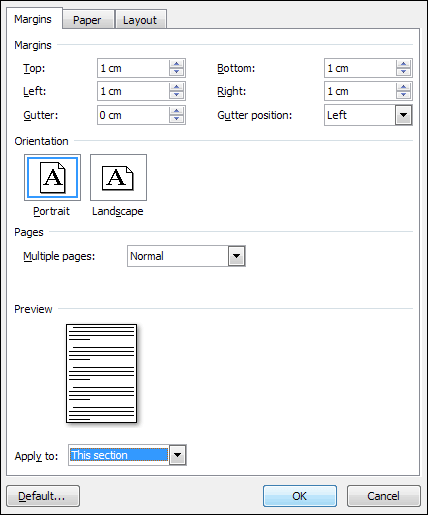 Margins Paper Layout
Margins
Top: 1 cm Bottom: 1 cm
Left: 1 cm Right: 1 cm
Gutter: 0 cm Gutter position: Left
Orientation
A A
Portrait Landscape
Pages
Multiple pages: Normal
Preview
Apply to: This section
Default... OK Cancel